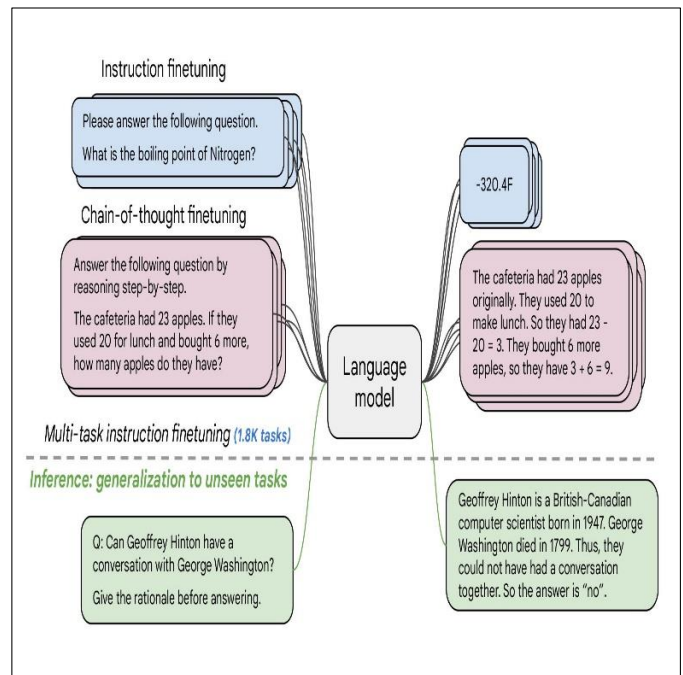 Instruction finetuning
Please answer the following question.
What is the boiling point of Nitrogen?
-320.4F
Chain-of-thought finetuning
Answer the following question by
reasoning step-by-step.
The cafeteria had 23 apples. If they
used 20 for lunch and bought 6 more,
how many apples do they have?
The cafeteria had 23 apples
originally. They used 20 to
make lunch. So they had 23 -
20 = 3. They bought 6 more
apples, so they have 3 + 6 = 9.
Language
model
Multi-task instruction finetuning (1.8K tasks)
Inference: generalization to unseen tasks
Q: Can Geoffrey Hinton have a
conversation with George Washington?
Give the rationale before answering.
Geoffrey Hinton is a British-Canadian
computer scientist born in 1947. George
Washington died in 1799. Thus, they
could not have had a conversation
together. So the answer is “no”.